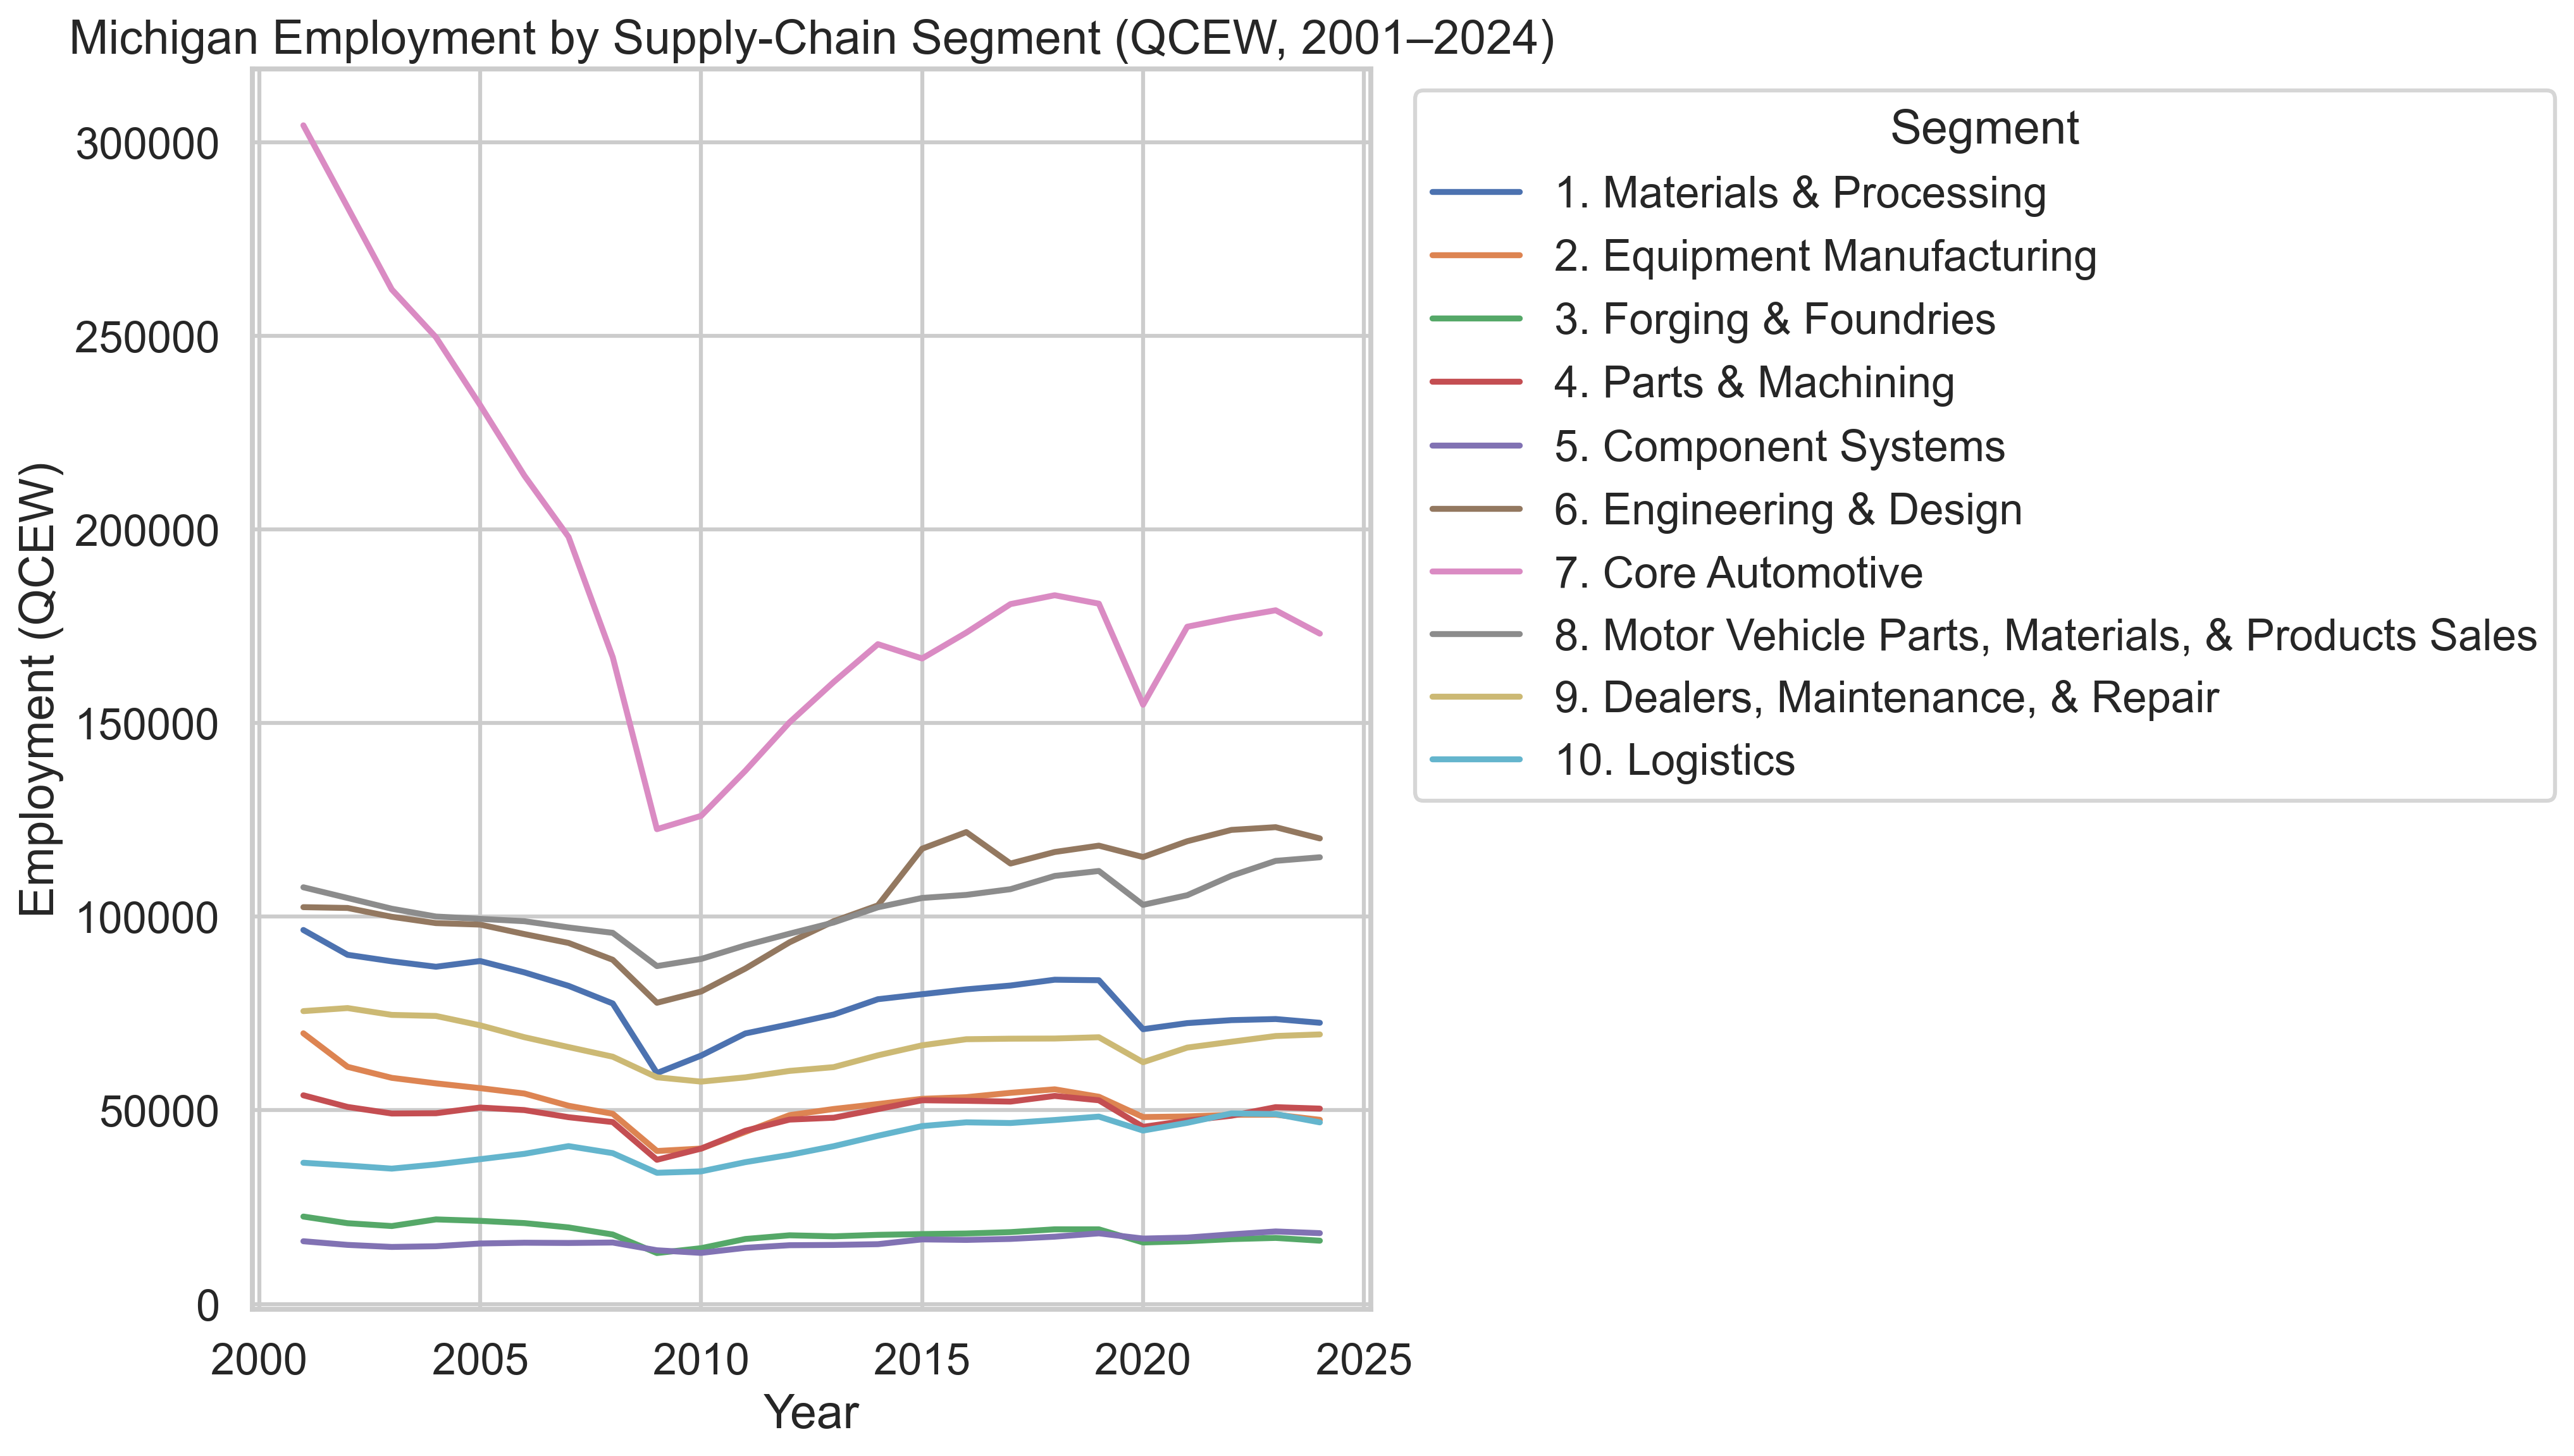 Michigan Employment by Supply-Chain Segment (QCEW, 2001–2024)
Employment (QCEW)
300000
250000
200000
150000
100000
50000
0
2000
2005
2010
2015
2020
2025
Year
Segment
1. Materials & Processing
2. Equipment Manufacturing
3. Forging & Foundries
4. Parts & Machining
5. Component Systems
6. Engineering & Design
7. Core Automotive
8. Motor Vehicle Parts, Materials, & Products Sales
9. Dealers, Maintenance, & Repair
10. Logistics